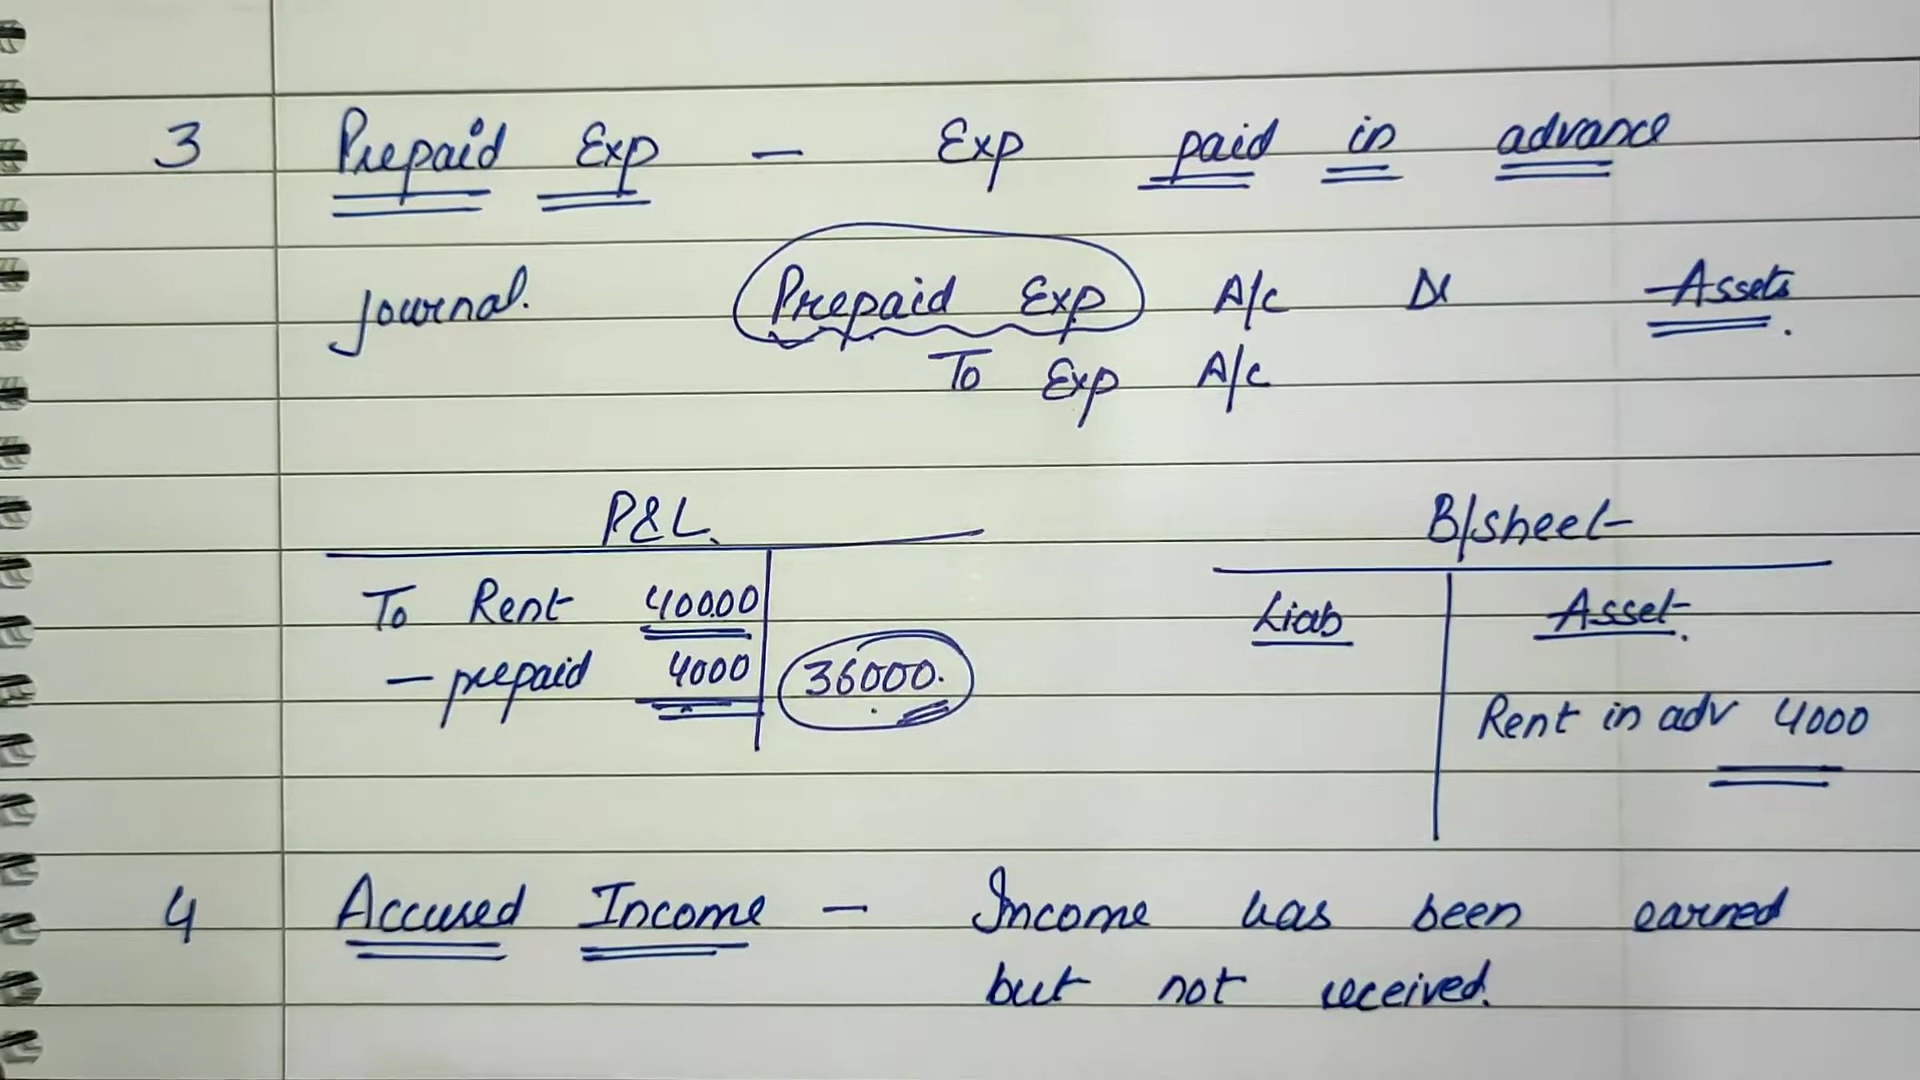 3 Prepaid Exp — Exp paid in advance
Journal. Prepaid Exp A/c Dr Assets.
To Exp A/c
P&L. B/Sheet
To Rent 40000 Liab Asset.
— prepaid 4000 36000.
Rent in adv 4000
4 Accured Income — Income has been earned
but not received.